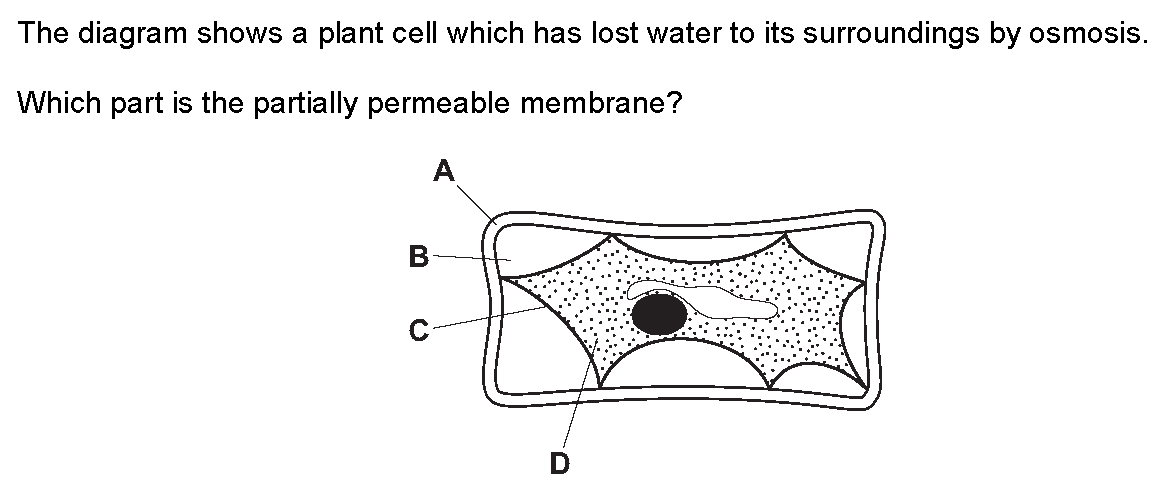 The diagram shows a plant cell which has lost water to its surroundings by osmosis.
Which part is the partially permeable membrane?
A
B
C
D